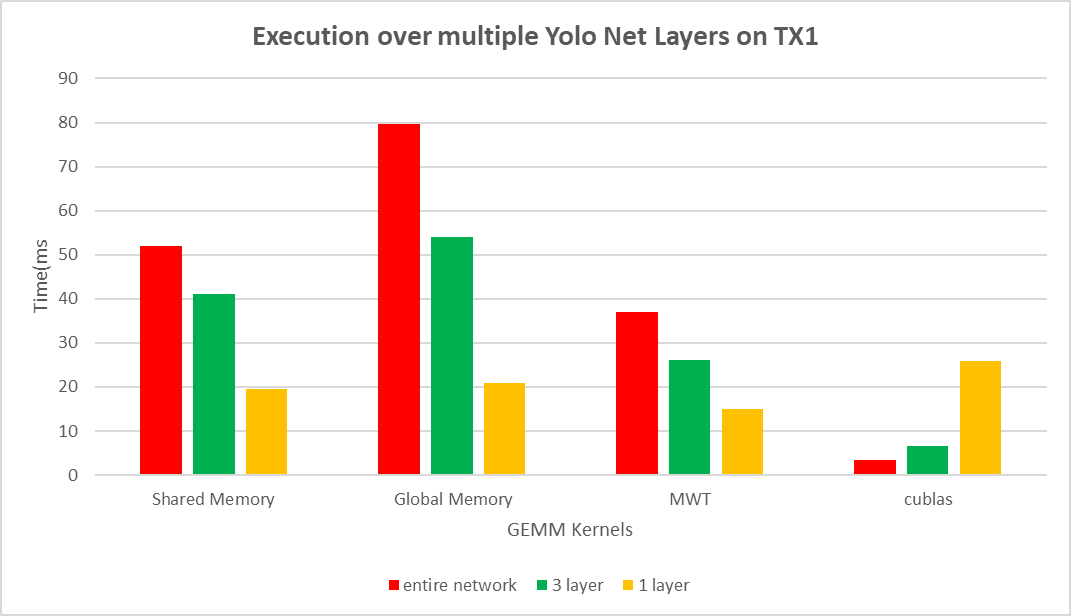 Execution over multiple Yolo Net Layers on TX1
90
80
70
60
50
40
30
20
10
0
Time(ms
Shared Memory
Global Memory
MWT
cublas
GEMM Kernels
entire network
3 layer
1 layer